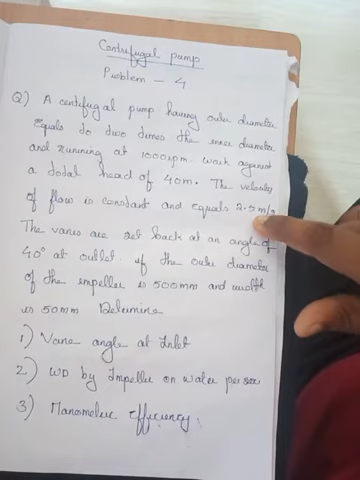 Centrifugal pump
Problem - 4
Q) A centifugal pump having outer diameter
Equals to two times the inner diameter
and running at 1000rpm. work against
a total head of 40m. The velocity
of flow is constant and equals 2.5m/s
The vanes are set back at an angle of
40° at outlet. if the outer diameter
of the impeller is 500mm and width
is 50mm Determine
1) Vane angle at Inlet
2) WD by Impeller on water per sec
3) Manometric Efficiency.